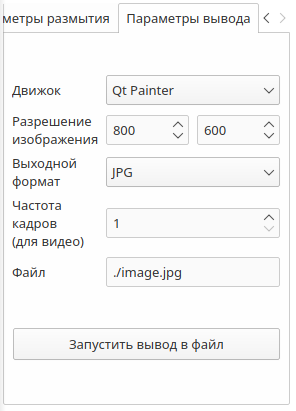 метры размытия Параметры вывода
Движок Qt Painter
Разрешение
изображения 800 600
Выходной
формат JPG
Частота
кадров
(для видео) 1
Файл ./image.jpg
Запустить вывод в файл